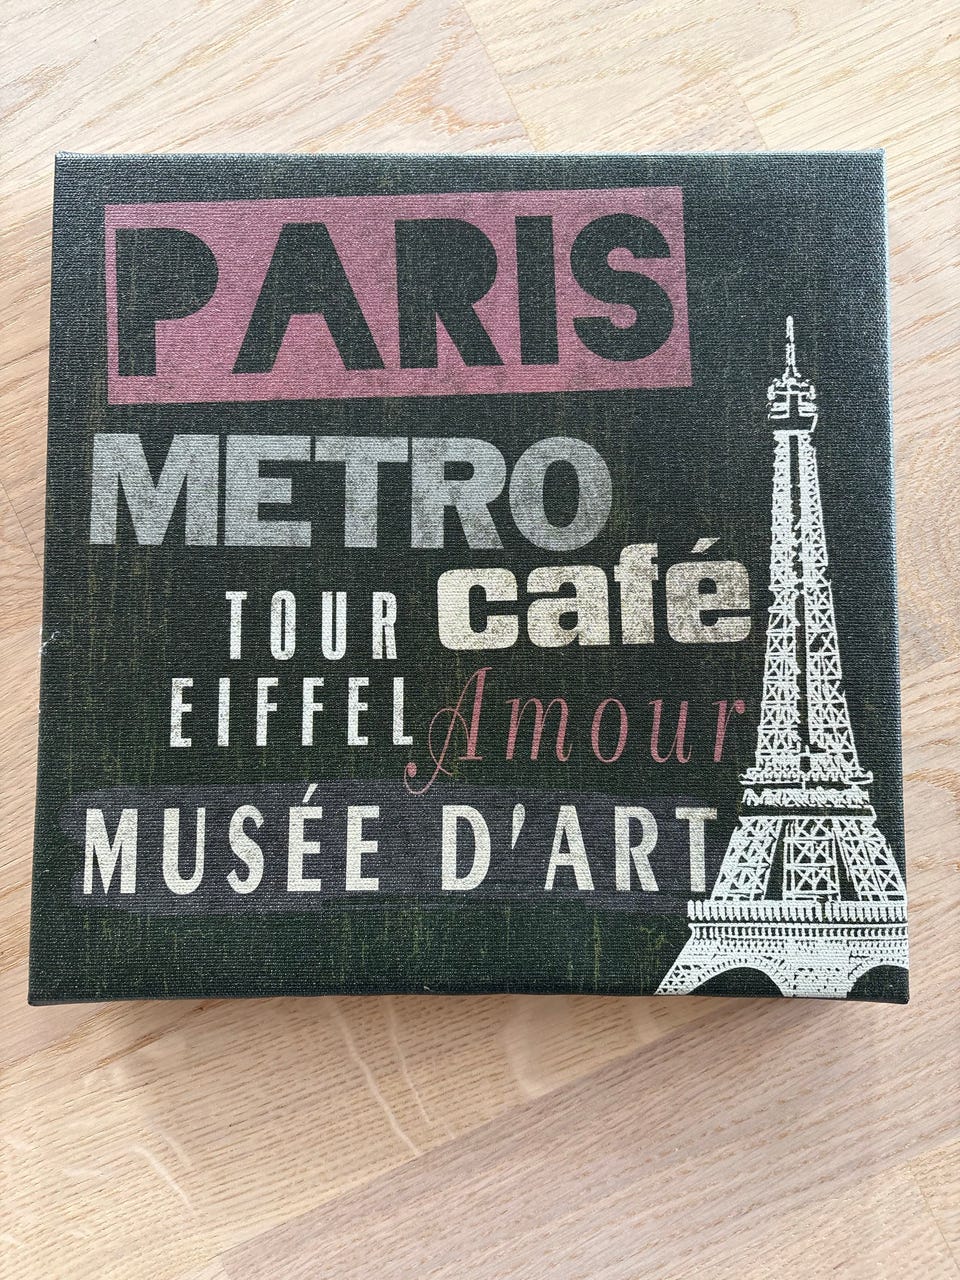 PARIS
METRO
café
TOUR
EIFFEL
Amour
MUSÉE D'ART